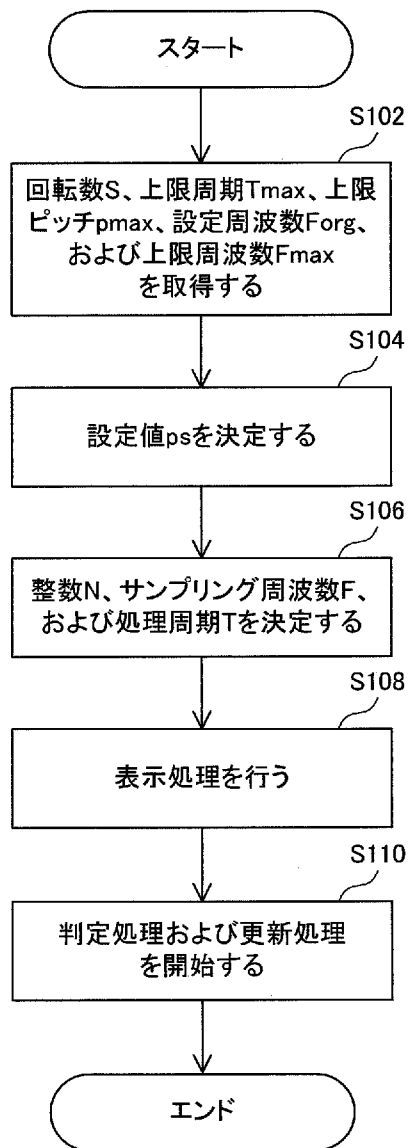 スタート
S102
回転数S、上限周期Tmax、上限
ピッチpmax、設定周波数Forg、
および上限周波数Fmax
を取得する
S104
設定値psを決定する
S106
整数N、サンプリング周波数F、
および処理周期Tを決定する
S108
表示処理を行う
S110
判定処理および更新処理
を開始する
エンド